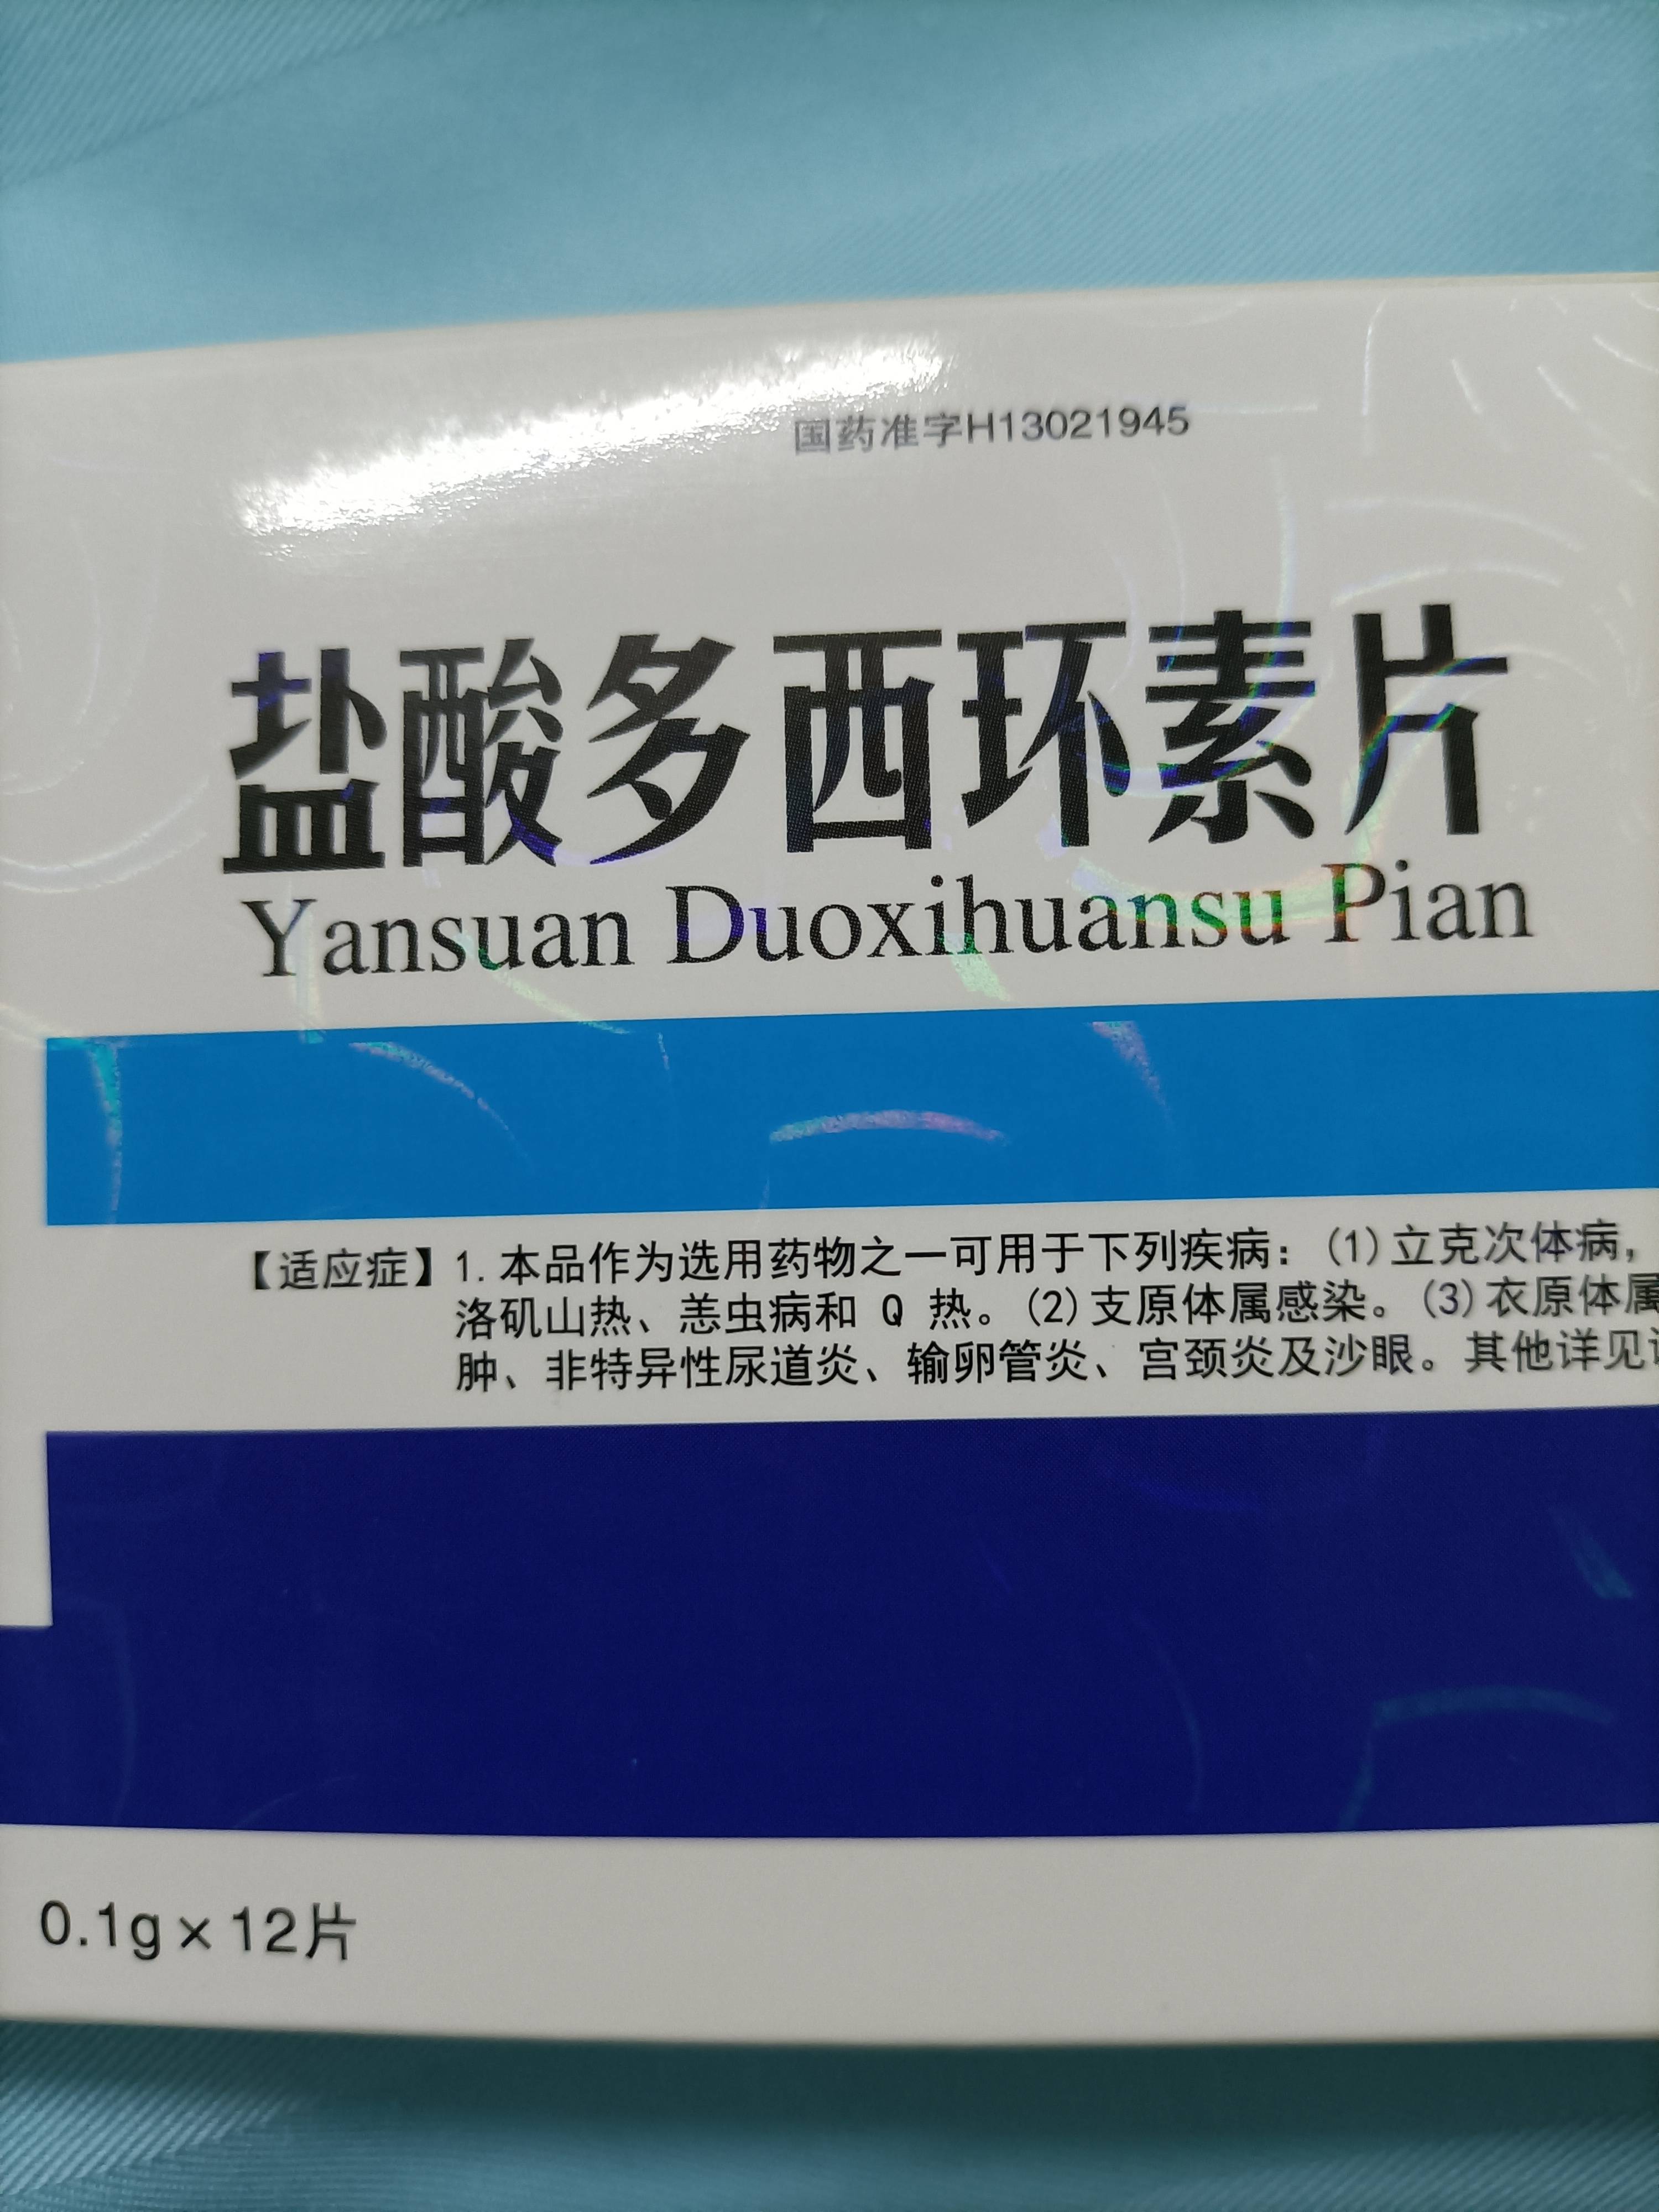 国药准字H13021945
盐酸多西环素片
Yansuan Duoxihuansu Pian
【适应症】1.本品作为选用药物之一可用于下列疾病：(1)立克次体病，
洛矶山热、恙虫病和 Q 热。(2)支原体属感染。(3)衣原体属
肿、非特异性尿道炎、输卵管炎、宫颈炎及沙眼。其他详见
0.1g×12片